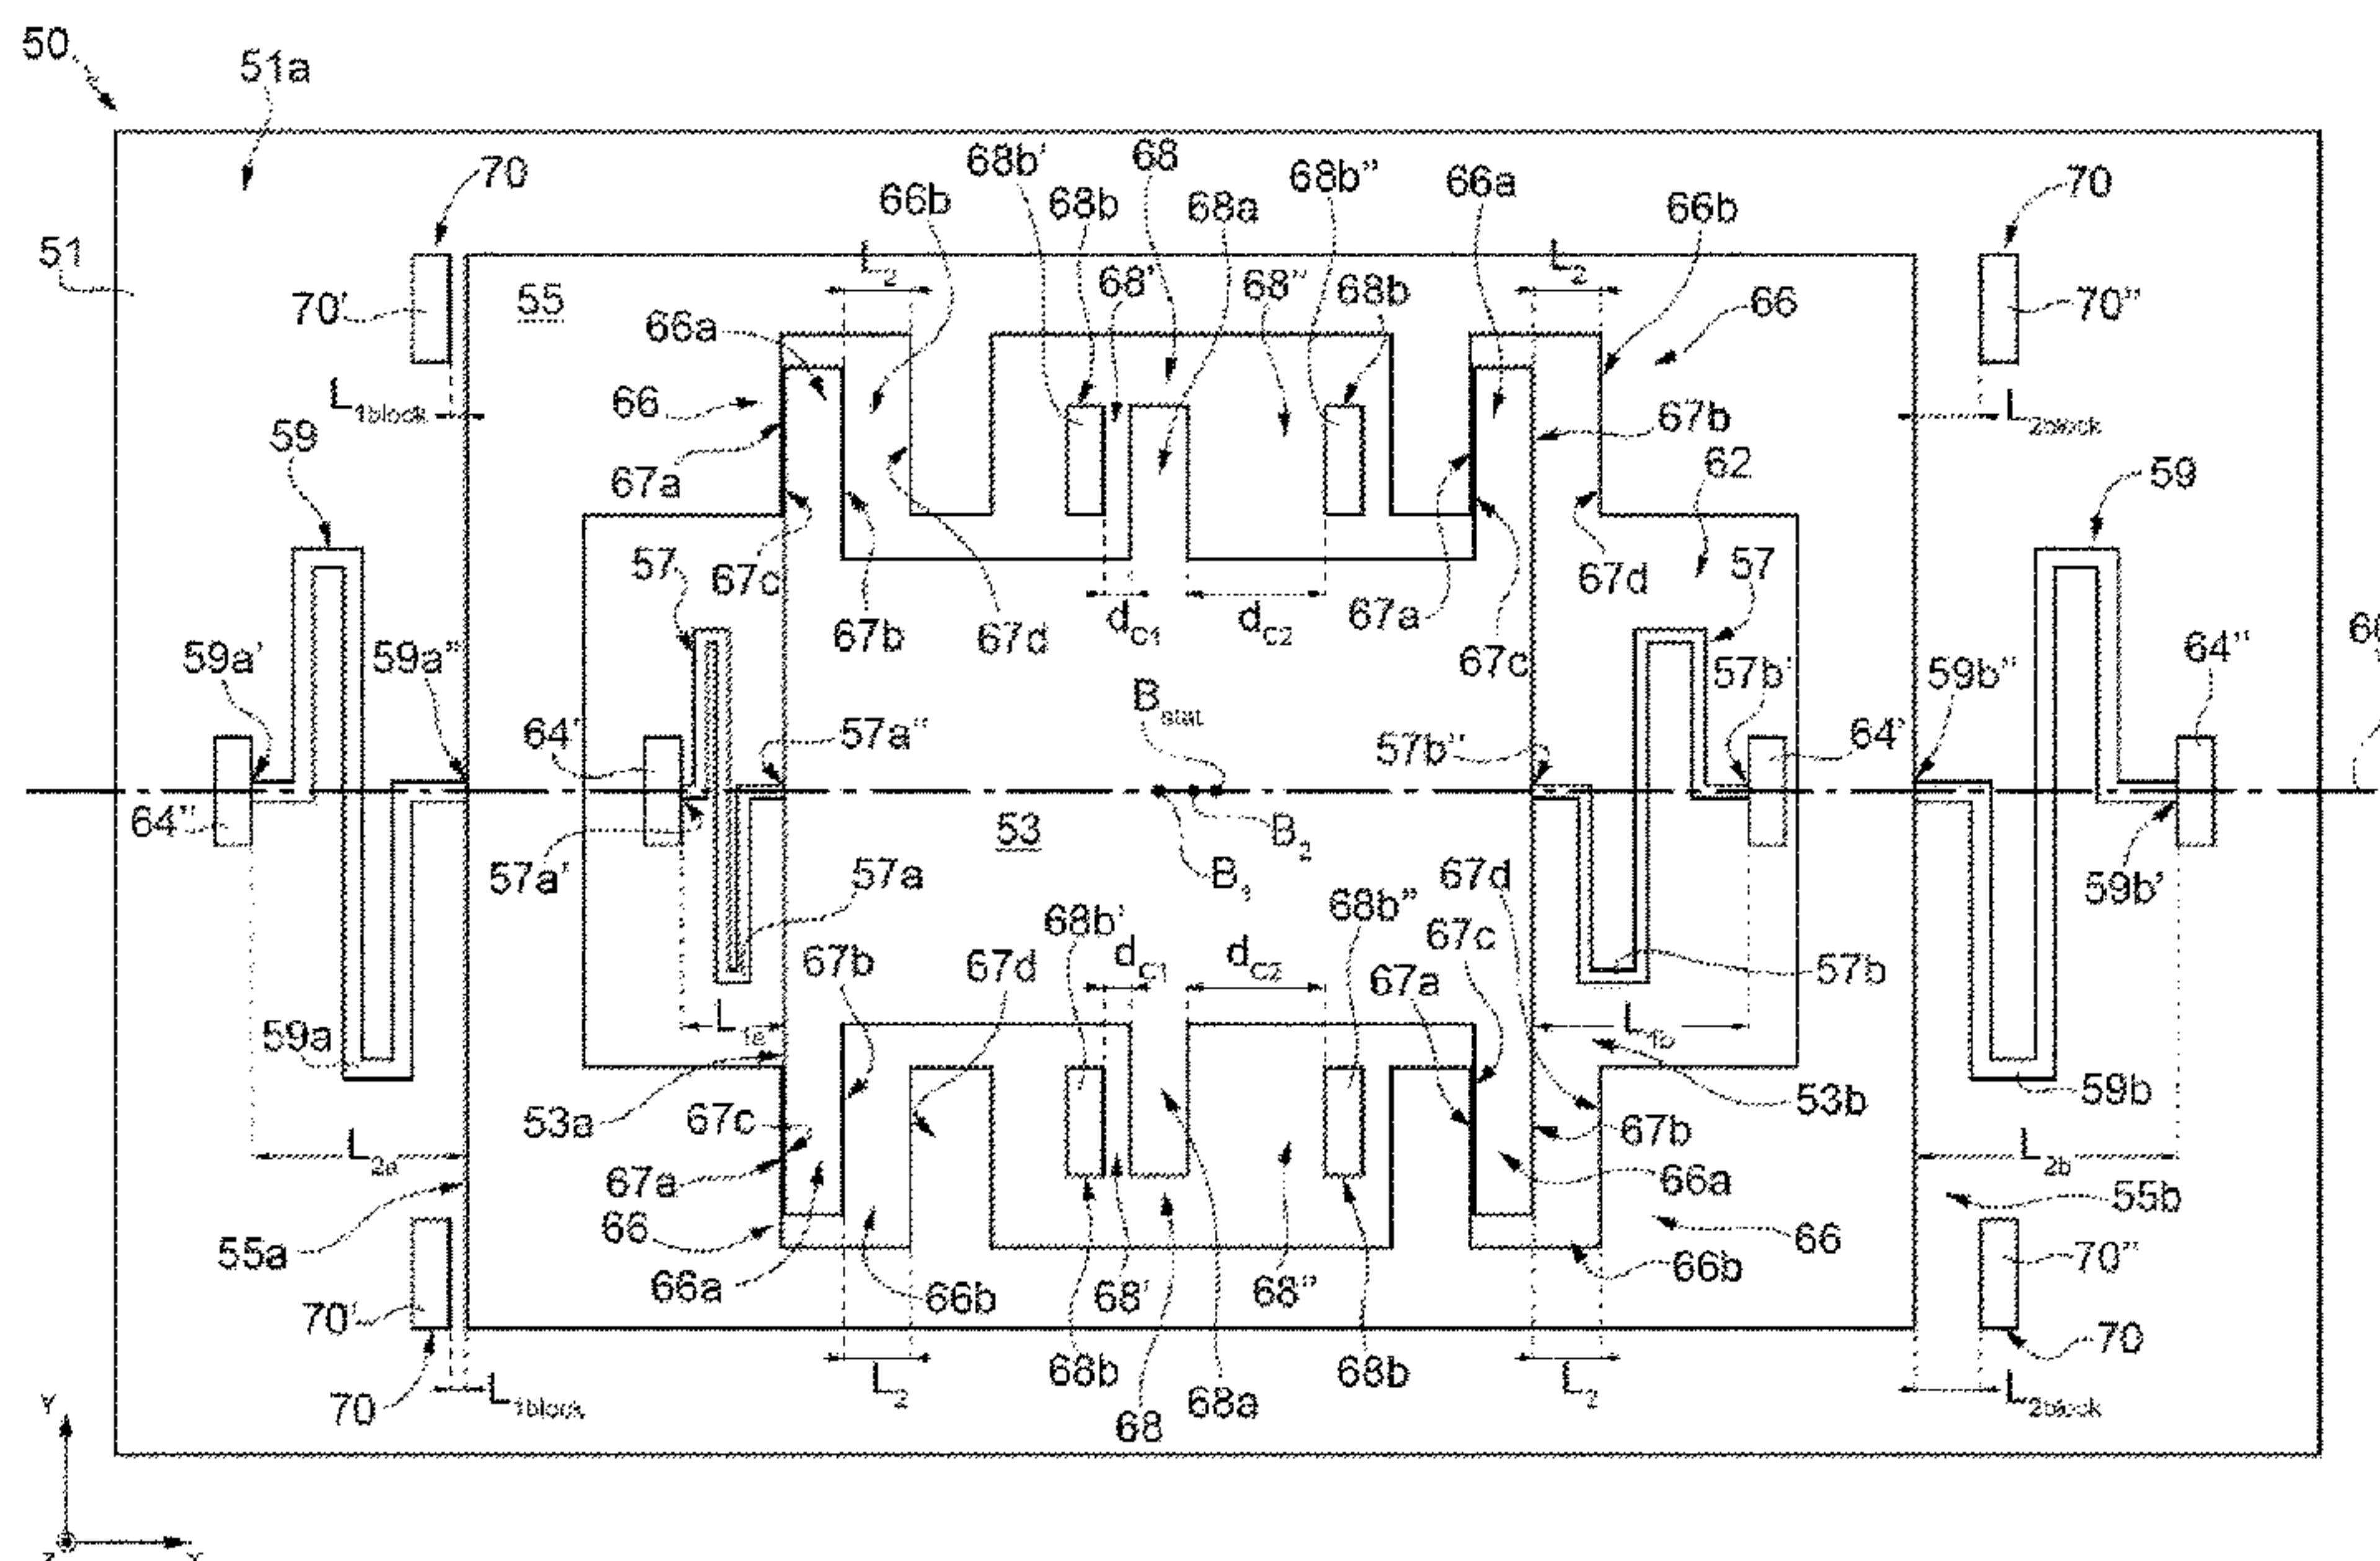 50
51a
68b' 68 68b" 66a
70 70
66b 68b 68a 66b
51 L2 L2
70' 55 68' 68" 68b 66 70"
66a
L1block 66 67b L2block
59 67a 62 59
57 67c 67b 67d dC1 dC2 67a 67d 57
59a' 59a" 67c 57b' 59b" 64"
64' 57a" Bstat 57b" 64'
64" 53 B2
57a' 57a B1 67d 59b'
68b' 68b"
67b 67d dC1 dC2 67c 57b
59a L1a 67a L1b
53a 67c 53b 59b
L2a 67a 67b L2b
66 66a 55b
55a 66a 66b 68' 68" 66b 66 70"
70'
70 L1block L2 68b 68 68a 68b L2 L2block 70
Y
Z X